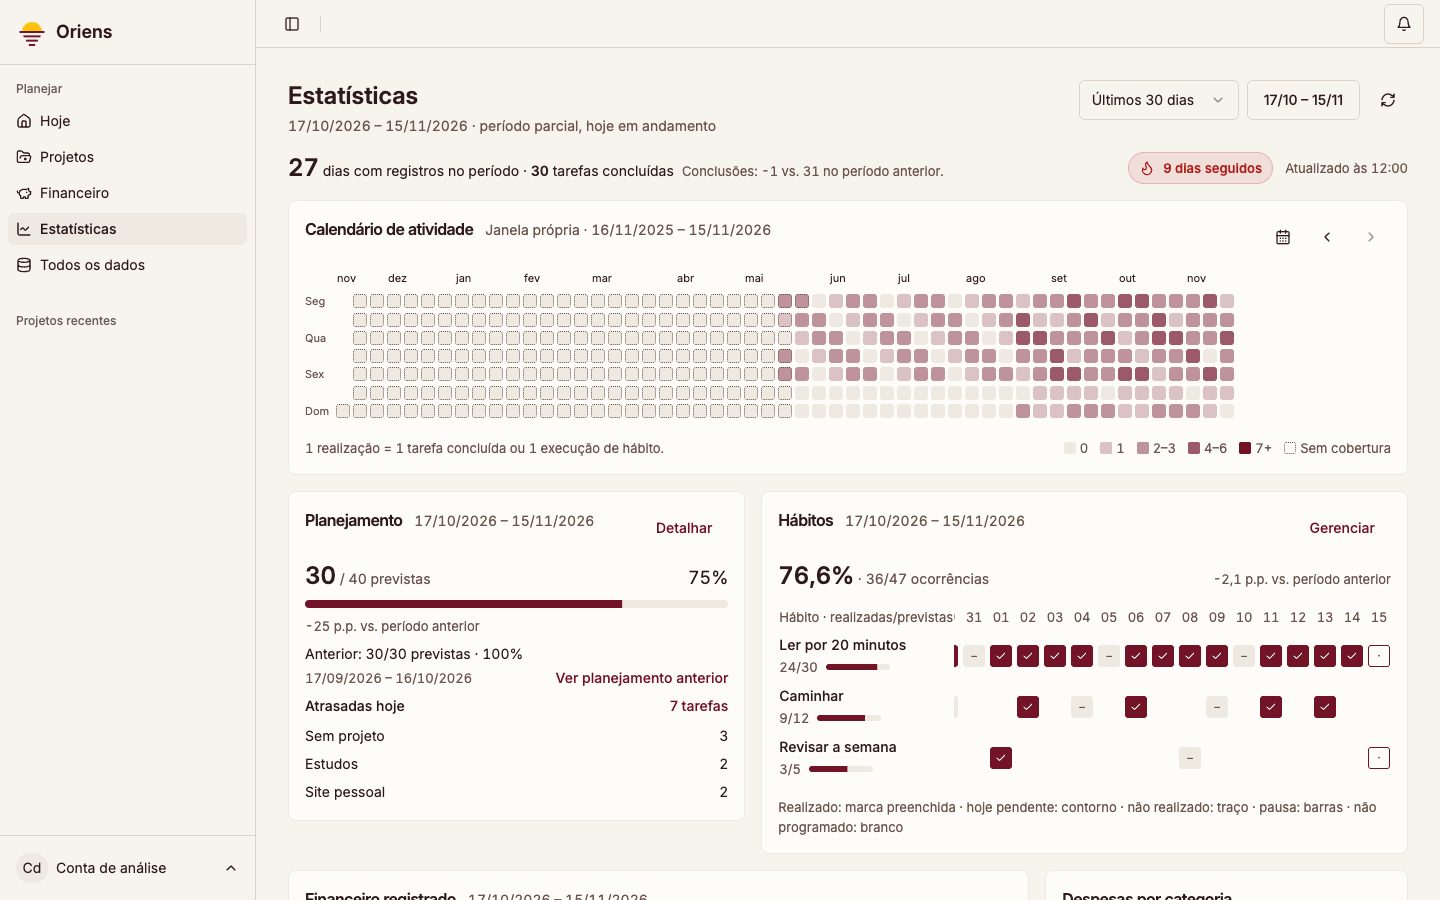 Oriens
Planejar
Hoje
Projetos
Financeiro
Estatísticas
Todos os dados
Projetos recentes
Cd Conta de análise
Estatísticas
17/10/2026 – 15/11/2026 · período parcial, hoje em andamento
Últimos 30 dias
17/10 – 15/11
27 dias com registros no período · 30 tarefas concluídas Conclusões: -1 vs. 31 no período anterior.
9 dias seguidos
Atualizado às 12:00
Calendário de atividade Janela própria · 16/11/2025 – 15/11/2026
nov dez jan fev mar abr mai jun jul ago set out nov
Seg
Qua
Sex
Dom
1 realização = 1 tarefa concluída ou 1 execução de hábito.
0 1 2–3 4–6 7+ Sem cobertura
Planejamento 17/10/2026 – 15/11/2026
Detalhar
30 / 40 previstas 75%
-25 p.p. vs. período anterior
Anterior: 30/30 previstas · 100%
17/09/2026 – 16/10/2026 Ver planejamento anterior
Atrasadas hoje 7 tarefas
Sem projeto 3
Estudos 2
Site pessoal 2
Hábitos 17/10/2026 – 15/11/2026
Gerenciar
76,6% · 36/47 ocorrências -2,1 p.p. vs. período anterior
Hábito · realizadas/previstas 31 01 02 03 04 05 06 07 08 09 10 11 12 13 14 15
Ler por 20 minutos
24/30
Caminhar
9/12
Revisar a semana
3/5
Realizado: marca preenchida · hoje pendente: contorno · não realizado: traço · pausa: barras · não
programado: branco
Financeiro registrado 17/10/2026 – 15/11/2026
Despesas por categoria